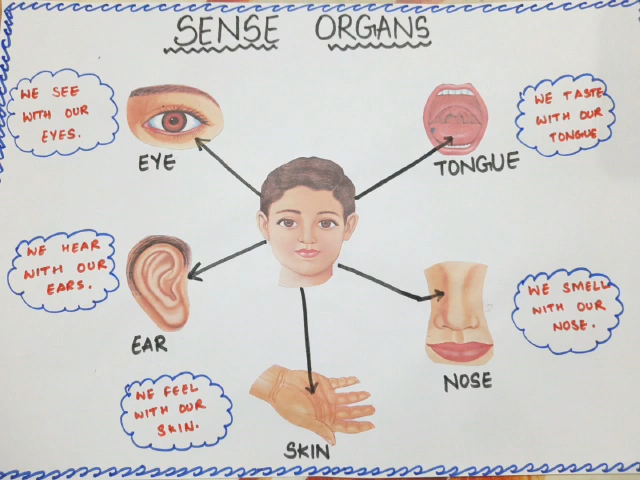 SENSE ORGANS
WE SEE
WITH OUR
EYES.
EYE
TONGUE
WE TASTE
WITH OUR
TONGUE
WE HEAR
WITH OUR
EARS.
EAR
WE SMELL
WITH OUR
NOSE.
NOSE
WE FEEL
WITH OUR
SKIN.
SKIN